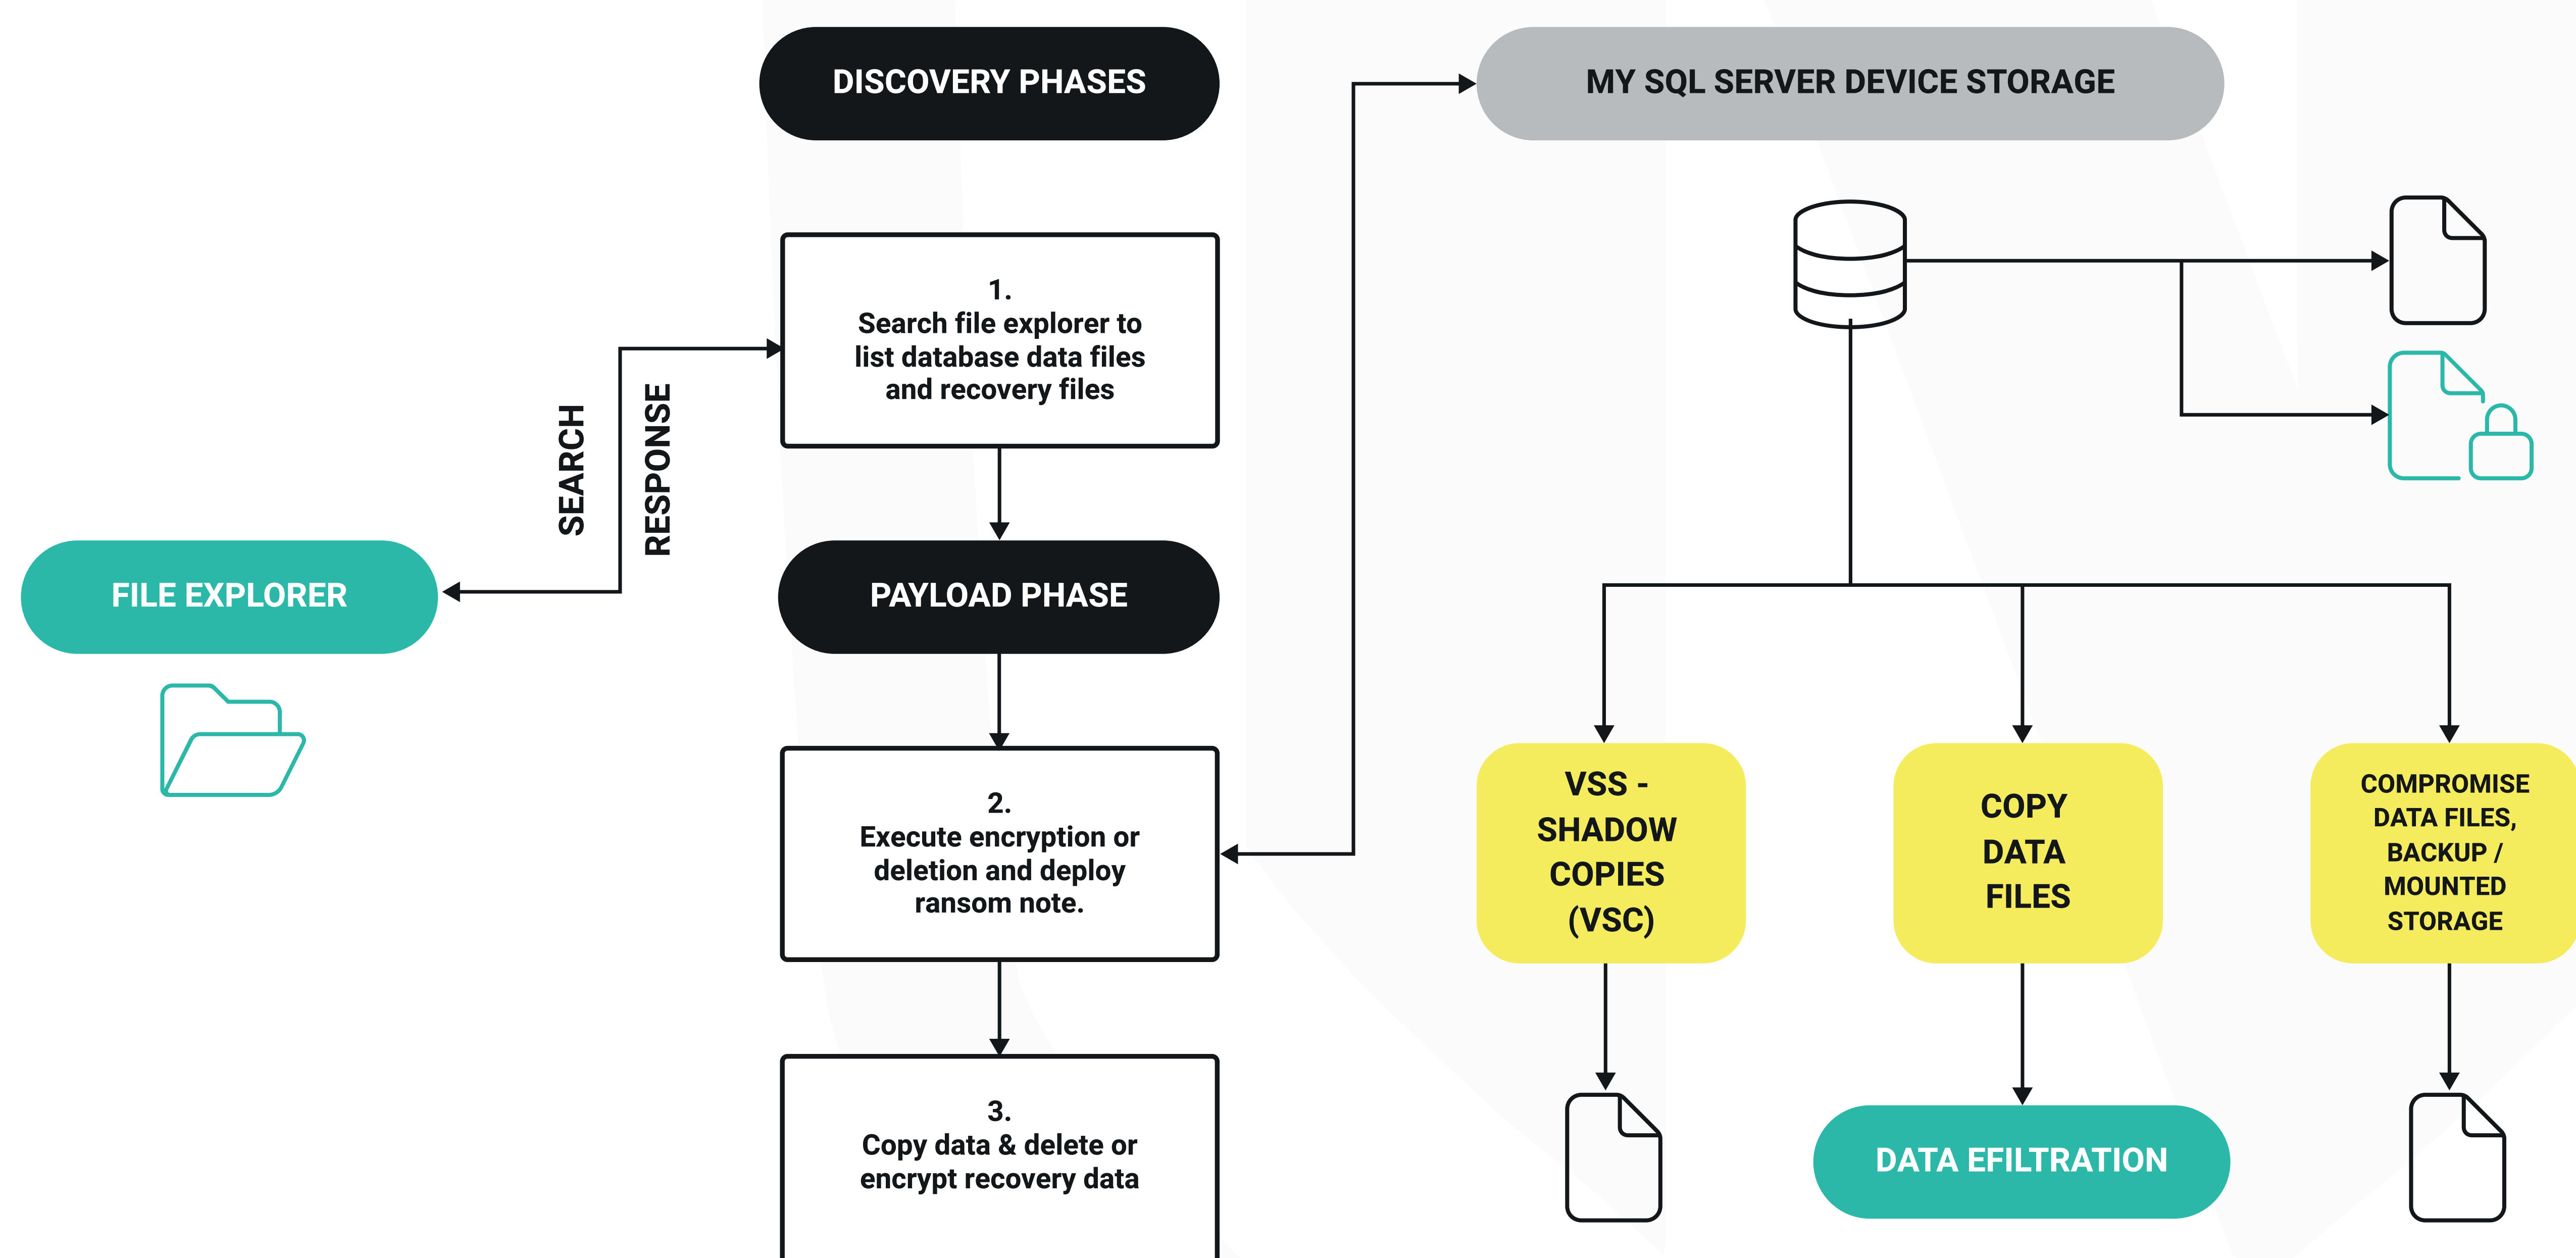 DISCOVERY PHASES
MY SQL SERVER DEVICE STORAGE
1.
Search file explorer to
list database data files
and recovery files
SEARCH
RESPONSE
FILE EXPLORER
PAYLOAD PHASE
2.
Execute encryption or
deletion and deploy
ransom note.
VSS -
SHADOW
COPIES
(VSC)
COPY
DATA
FILES
COMPROMISE
DATA FILES,
BACKUP /
MOUNTED
STORAGE
3.
Copy data & delete or
encrypt recovery data
DATA EFILTRATION